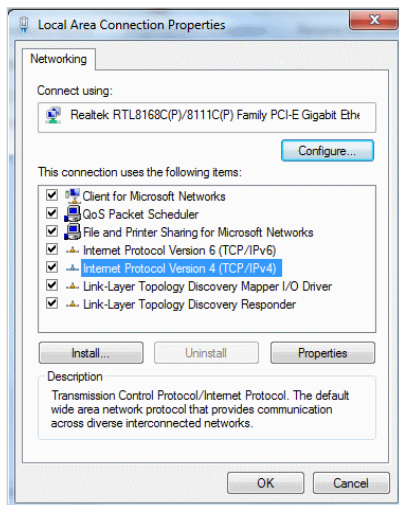 Local Area Connection Properties
Networking
Connect using:
Realtek RTL8168C(P)/8111C(P) Family PCI-E Gigabit Ethe
Configure...
This connection uses the following items:
Client for Microsoft Networks
QoS Packet Scheduler
File and Printer Sharing for Microsoft Networks
Internet Protocol Version 6 (TCP/IPv6)
Internet Protocol Version 4 (TCP/IPv4)
Link-Layer Topology Discovery Mapper I/O Driver
Link-Layer Topology Discovery Responder
Install... Uninstall Properties
Description
Transmission Control Protocol/Internet Protocol. The default
wide area network protocol that provides communication
across diverse interconnected networks.
OK Cancel